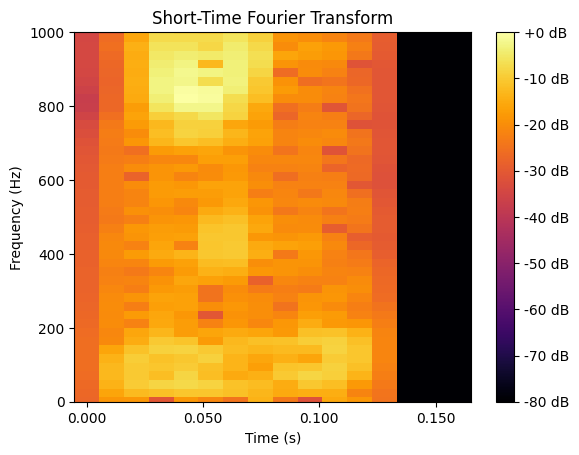 Short-Time Fourier Transform
1000
800
600
400
200
0
Frequency (Hz)
0.000
0.050
0.100
0.150
Time (s)
+0 dB
-10 dB
-20 dB
-30 dB
-40 dB
-50 dB
-60 dB
-70 dB
-80 dB